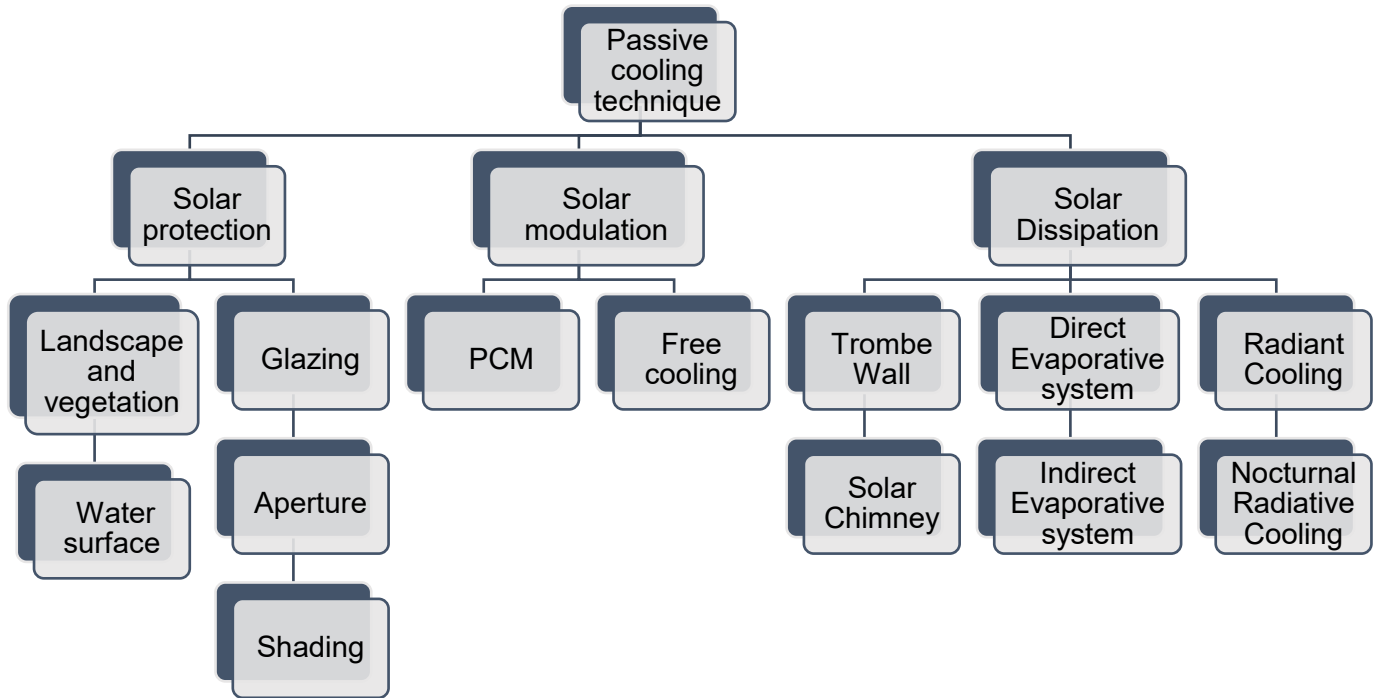 Passive
cooling
technique
Solar
protection
Solar
modulation
Solar
Dissipation
Landscape
and
vegetation
Glazing
PCM
Free
cooling
Trombe
Wall
Direct
Evaporative
system
Radiant
Cooling
Water
surface
Aperture
Solar
Chimney
Indirect
Evaporative
system
Nocturnal
Radiative
Cooling
Shading